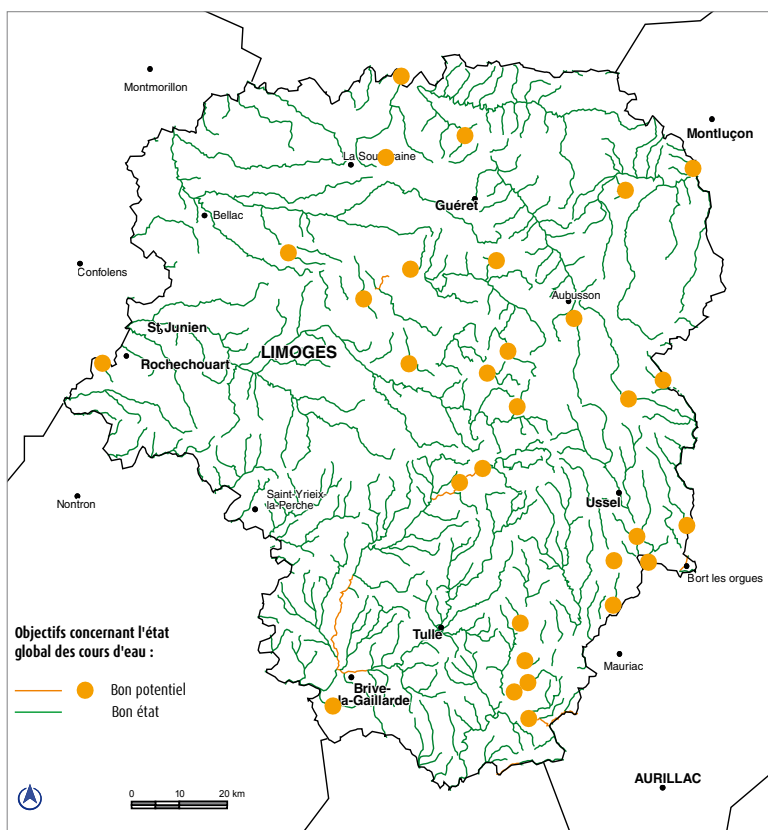 Montmorillon
Montluçon
La Souterraine
Guéret
Bellac
Confolens
Aubusson
St Junien
LIMOGES
Rochechouart
Nontron
Saint-Yrieix
la-Perche
Ussel
Bort les orgues
Objectifs concernant l'état
global des cours d'eau :
Bon potentiel
Bon état
Tulle
Mauriac
Brive-
la-Gaillarde
AURILLAC
0 10 20 km